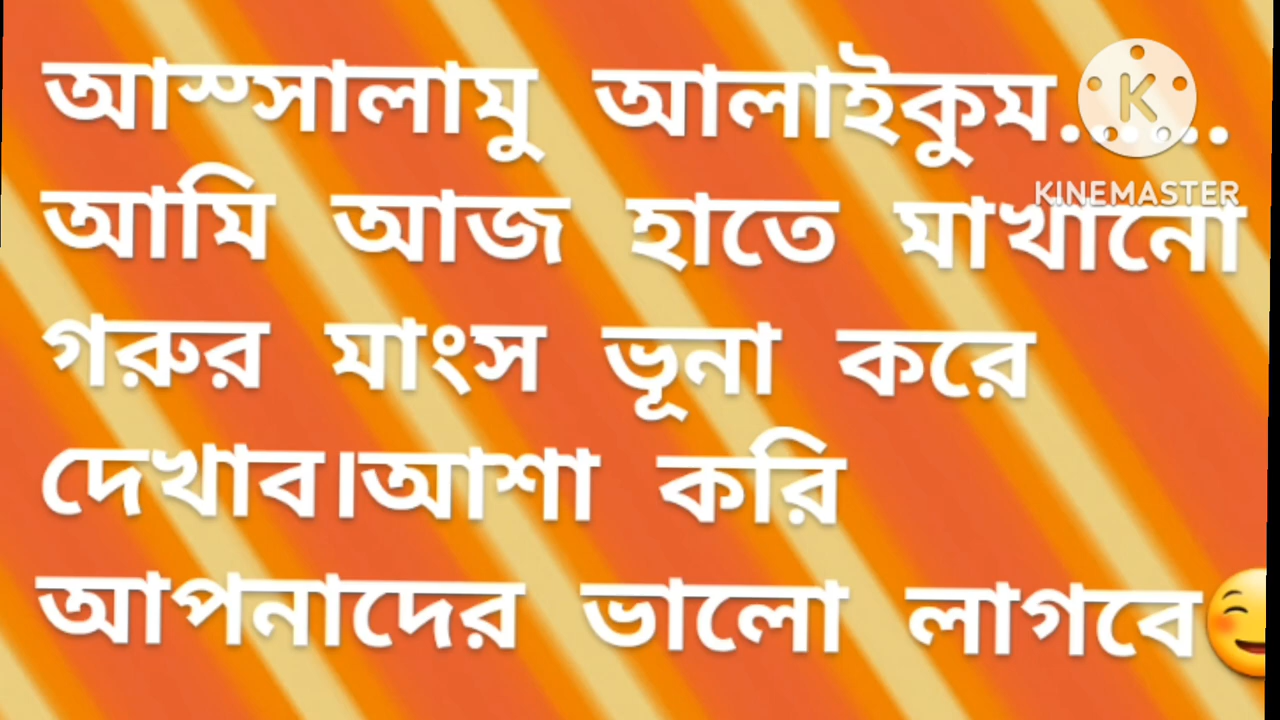 আস্সালামু আলাইকুম......
KINEMASTER
আমি আজ হাতে মাখানো
গরুর মাংস ভূনা করে
দেখাব।আশা করি
আপনাদের ভালো লাগবে😊